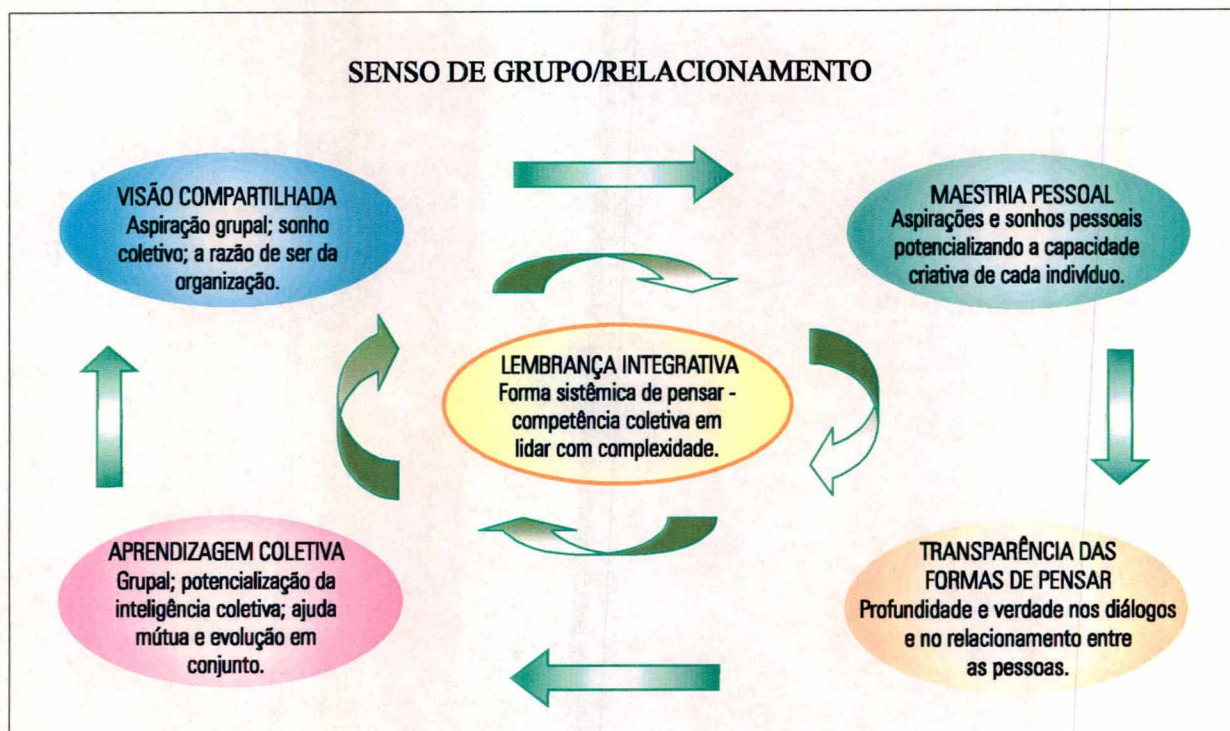 SENSO DE GRUPO/RELACIONAMENTO
VISÃO COMPARTILHADA
Aspiração grupal; sonho
coletivo; a razão de ser da
organização.
MAESTRIA PESSOAL
Aspirações e sonhos pessoais
potencializando a capacidade
criativa de cada indivíduo.
LEMBRANÇA INTEGRATIVA
Forma sistêmica de pensar -
competência coletiva em
lidar com complexidade.
APRENDIZAGEM COLETIVA
Grupal; potencialização da
inteligência coletiva; ajuda
mútua e evolução em
conjunto.
TRANSPARÊNCIA DAS
FORMAS DE PENSAR
Profundidade e verdade nos diálogos
e no relacionamento entre
as pessoas.